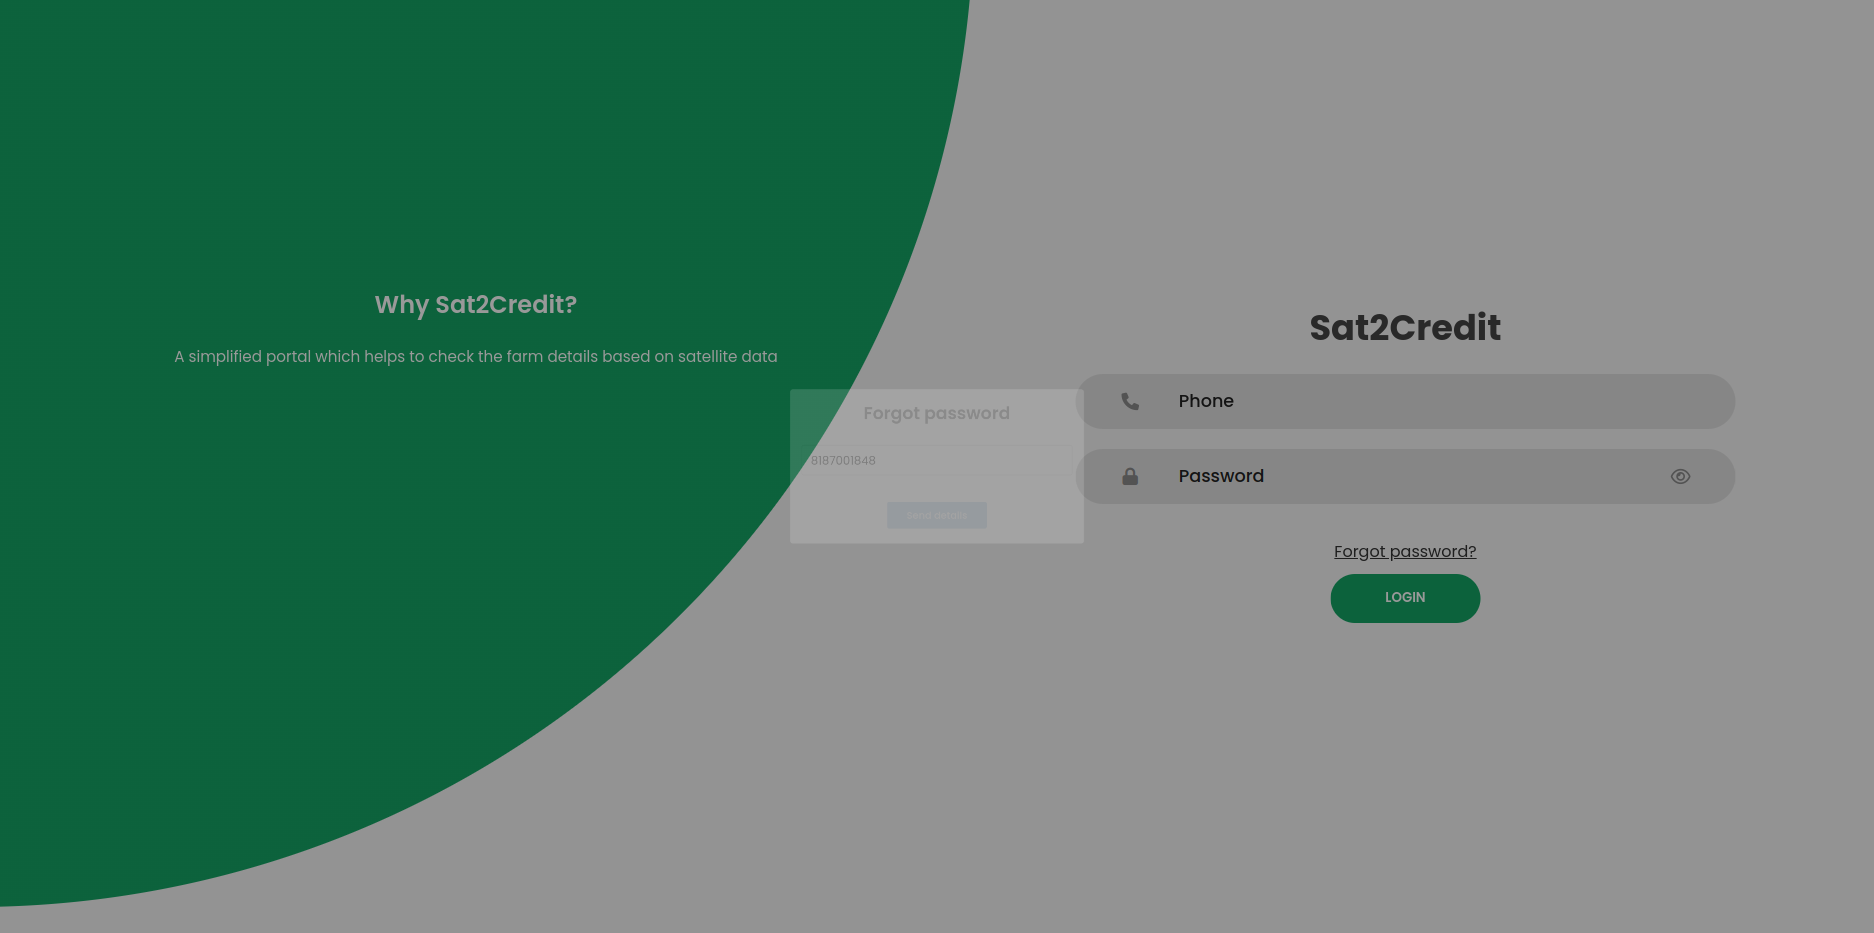 Why Sat2Credit?
A simplified portal which helps to check the farm details based on satellite data
Forgot password
8187001848
Send details
Sat2Credit
Phone
Password
Forgot password?
LOGIN